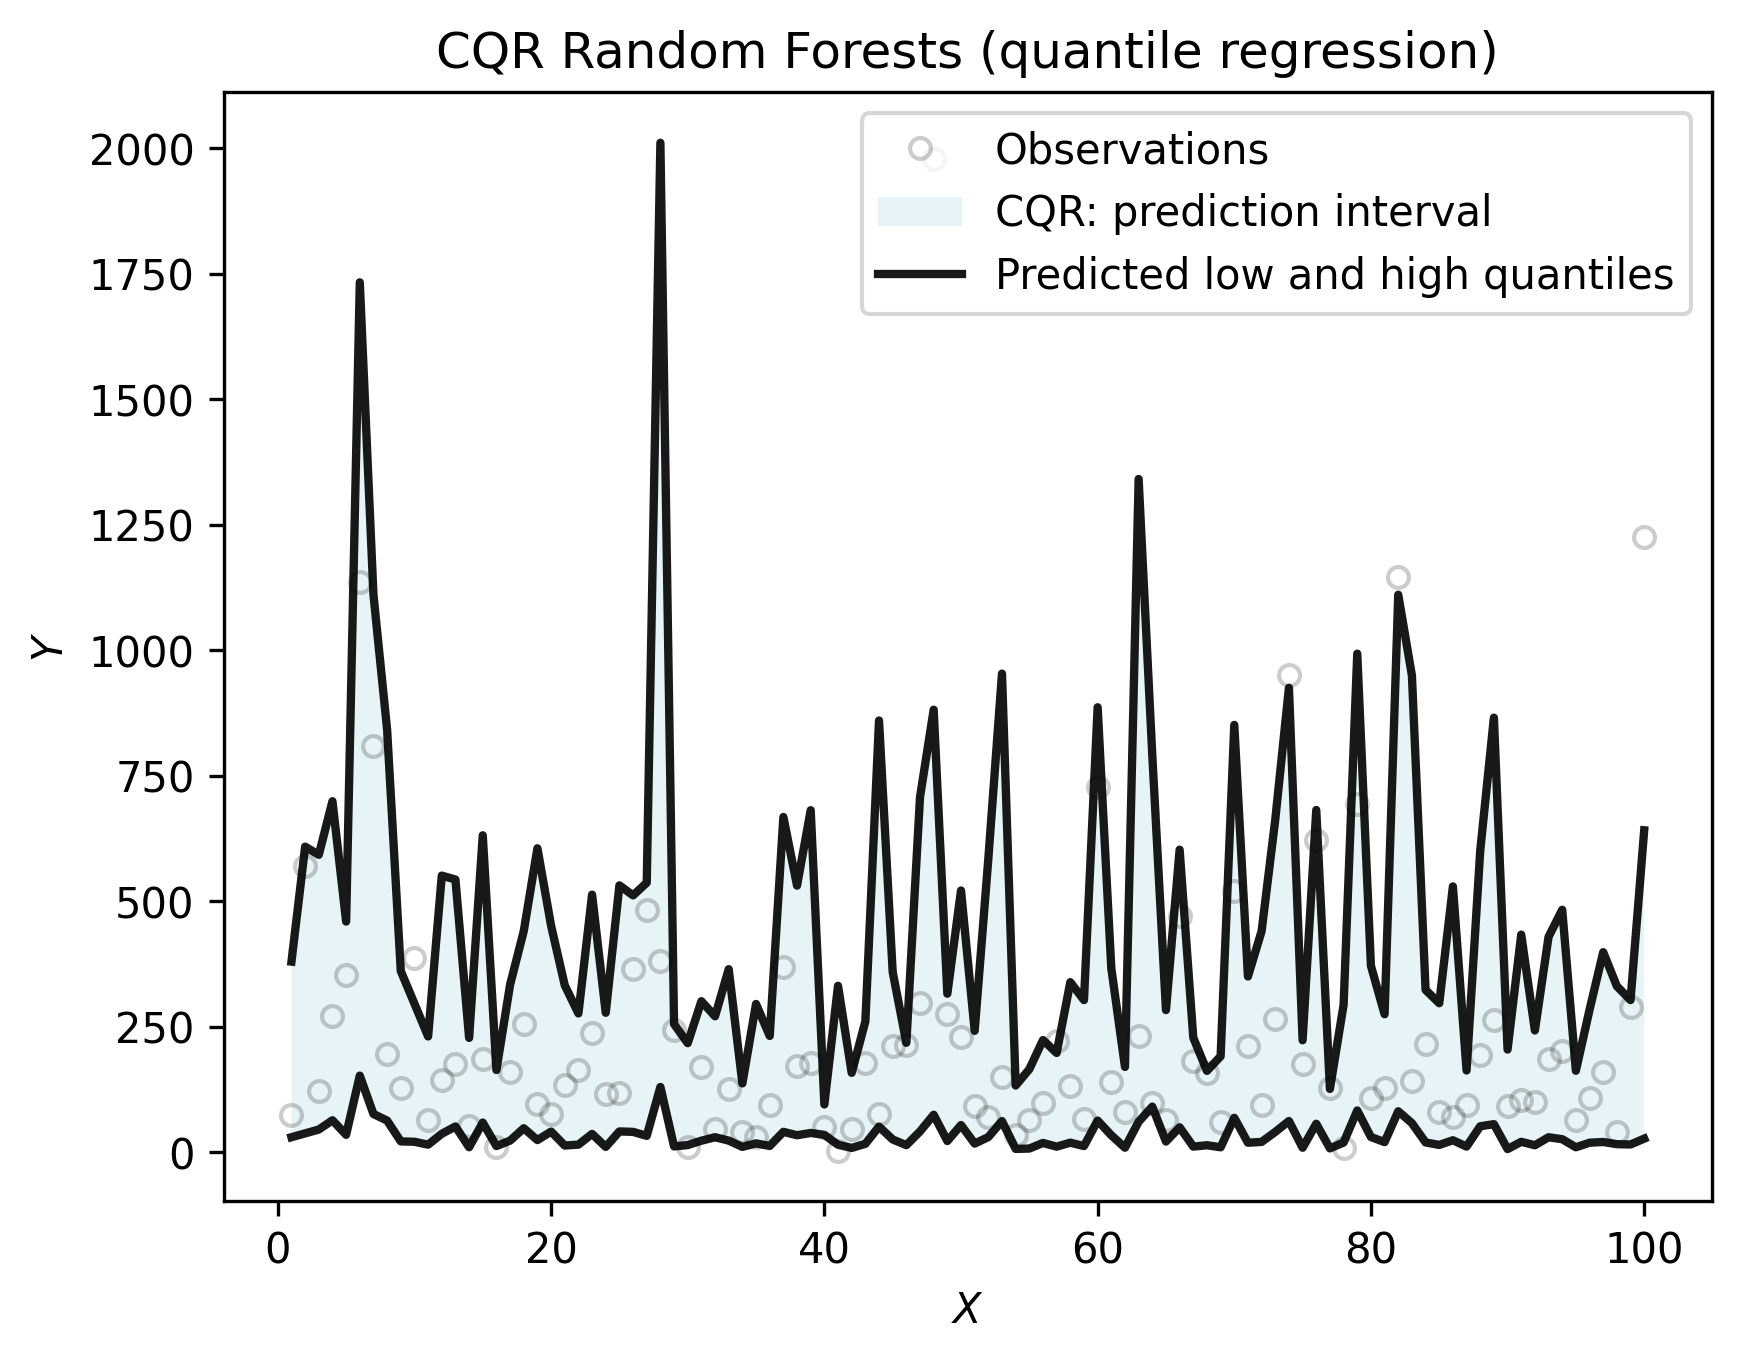 CQR Random Forests (quantile regression)
Observations
CQR: prediction interval
Predicted low and high quantiles
2000
1750
1500
1250
1000
750
500
250
0
Y
0 20 40 60 80 100
X